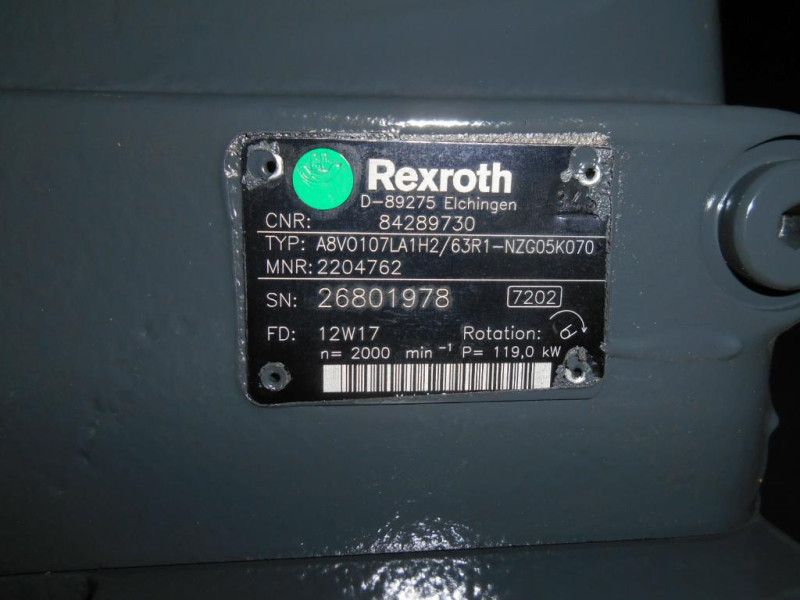 Rexroth
D-89275 Elchingen
CNR: 84289730
TYP: A8VO107LA1H2/63R1-NZG05K070
MNR: 2204762
SN: 26801978 7202
FD: 12W17 Rotation:
n= 2000 min⁻¹ P= 119,0 kW